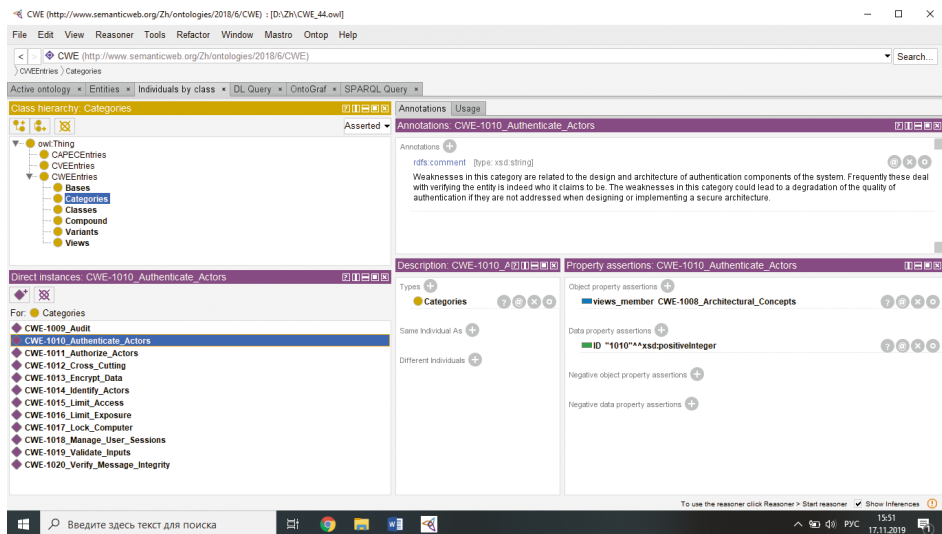 CWE (http://www.semanticweb.org/Zh/ontologies/2018/6/CWE) : [D:\Zh\CWE_44.owl]
File Edit View Reasoner Tools Refactor Window Mastro Ontop Help
< > CWE (http://www.semanticweb.org/Zh/ontologies/2018/6/CWE) Search...
CWEEntries Categories
Active ontology × Entities × Individuals by class × DL Query × OntoGraf × SPARQL Query ×
Class hierarchy: Categories
Asserted
owl:Thing
CAPECEntries
CVEEntries
CWEEntries
Bases
Categories
Classes
Compound
Variants
Views
Annotations Usage
Annotations: CWE-1010_Authenticate_Actors
Annotations
rdfs:comment [type: xsd:string]
Weaknesses in this category are related to the design and architecture of authentication components of the system. Frequently these deal
with verifying the entity is indeed who it claims to be. The weaknesses in this category could lead to a degradation of the quality of
authentication if they are not addressed when designing or implementing a secure architecture.
Direct instances: CWE-1010_Authenticate_Actors
For: Categories
CWE-1009_Audit
CWE-1010_Authenticate_Actors
CWE-1011_Authorize_Actors
CWE-1012_Cross_Cutting
CWE-1013_Encrypt_Data
CWE-1014_Identify_Actors
CWE-1015_Limit_Access
CWE-1016_Limit_Exposure
CWE-1017_Lock_Computer
CWE-1018_Manage_User_Sessions
CWE-1019_Validate_Inputs
CWE-1020_Verify_Message_Integrity
Description: CWE-1010_A
Types
Categories
Same Individual As
Different Individuals
Property assertions: CWE-1010_Authenticate_Actors
Object property assertions
views_member CWE-1008_Architectural_Concepts
Data property assertions
ID "1010"^^xsd:positiveInteger
Negative object property assertions
Negative data property assertions
To use the reasoner click Reasoner > Start reasoner Show Inferences
Введите здесь текст для поиска
РУС
15:51
17.11.2019